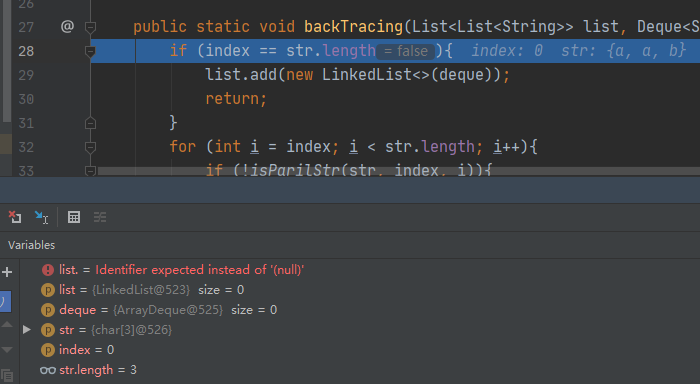 26
27 @ public static void backTracing(List<List<String>> list, Deque<S
28 if (index == str.length = false ){ index: 0 str: {a, a, b}
29 list.add(new LinkedList<>(deque));
30 return;
31 }
32 for (int i = index; i < str.length; i++){
33 if (!isParilStr(str, index, i)){
Variables
list. = Identifier expected instead of '(null)'
p list = {LinkedList@523} size = 0
p deque = {ArrayDeque@525} size = 0
p str = {char[3]@526}
p index = 0
str.length = 3